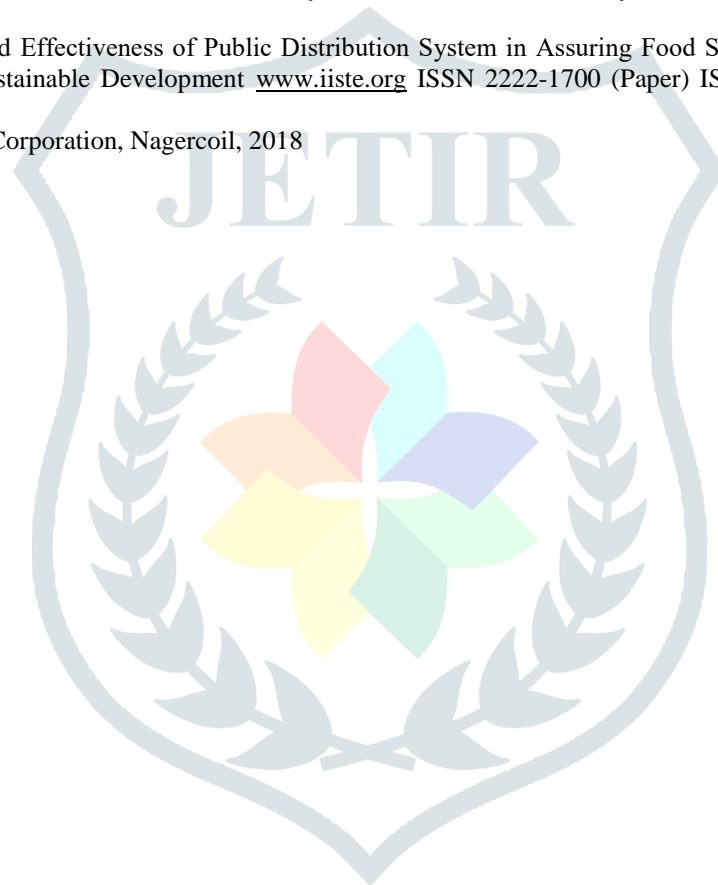 d Effectiveness of Public Distribution System in Assuring Food S
stainable Development www.iiste.org ISSN 2222-1700 (Paper) IS
Corporation, Nagercoil, 2018
JETIR